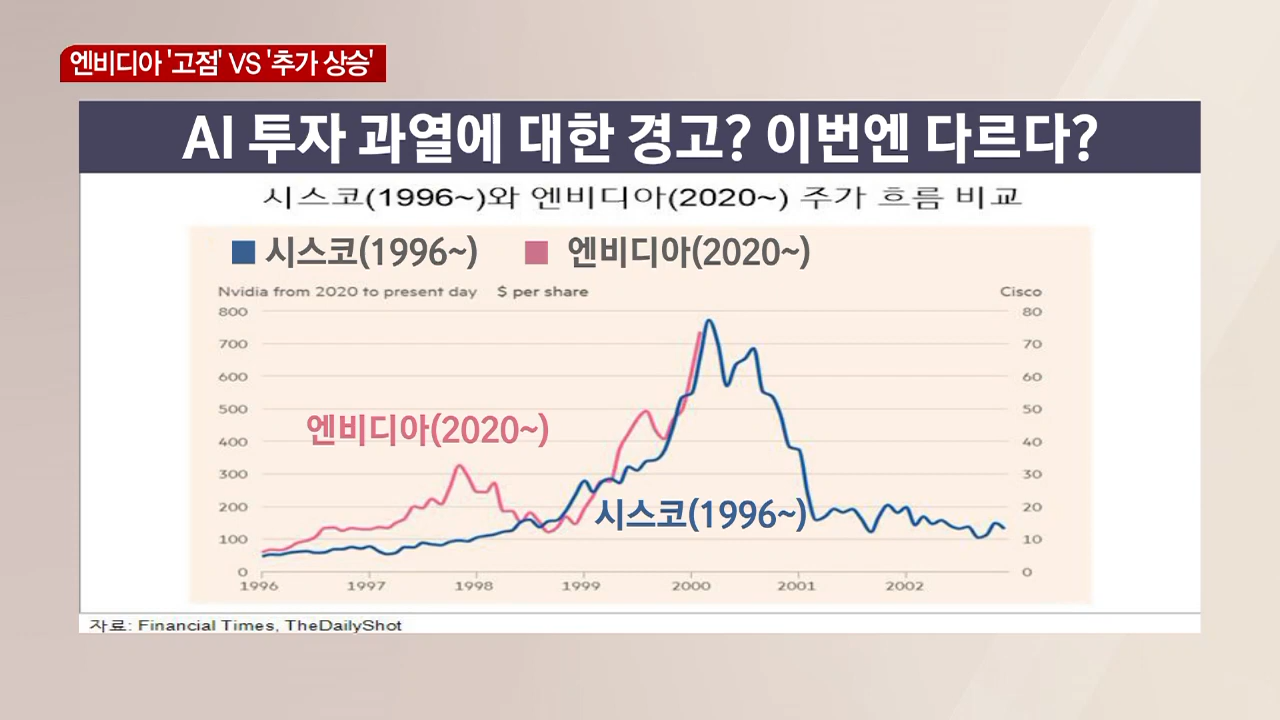 엔비디아 '고점' VS '추가 상승'
AI 투자 과열에 대한 경고? 이번엔 다르다?
시스코(1996~)와 엔비디아(2020~) 주가 흐름 비교
시스코(1996~) 엔비디아(2020~)
Nvidia from 2020 to present day $ per share Cisco
800 80
700 70
600 60
500 50
엔비디아(2020~)
400 40
300 30
시스코(1996~)
200 20
100 10
0 0
1996 1997 1998 1999 2000 2001 2002
자료: Financial Times, TheDailyShot